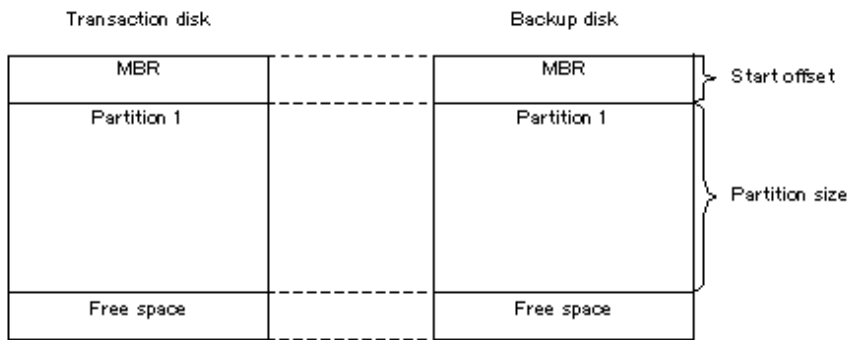 Transaction disk
Backup disk
MBR
MBR
Start offset
Partition 1
Partition 1
Partition size
Free space
Free space